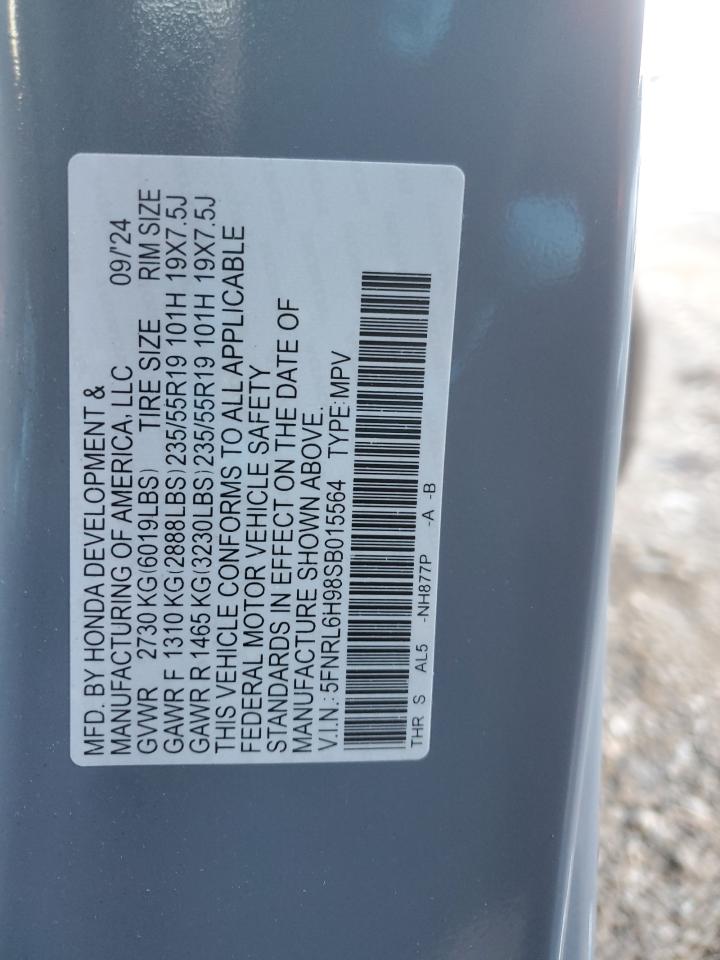 MFD. BY HONDA DEVELOPMENT &
MANUFACTURING OF AMERICA, LLC 09/'24
GVWR 2730 KG(6019LBS) TIRE SIZE RIM SIZE
GAWR F 1310 KG(2888LBS)235/55R19 101H 19X7.5J
GAWR R 1465 KG(3230LBS)235/55R19 101H 19X7.5J
THIS VEHICLE CONFORMS TO ALL APPLICABLE
FEDERAL MOTOR VEHICLE SAFETY
STANDARDS IN EFFECT ON THE DATE OF
MANUFACTURE SHOWN ABOVE.
V.I.N.: 5FNRL6H98SB015564 TYPE:MPV
THR S AL5 -NH877P -A -B